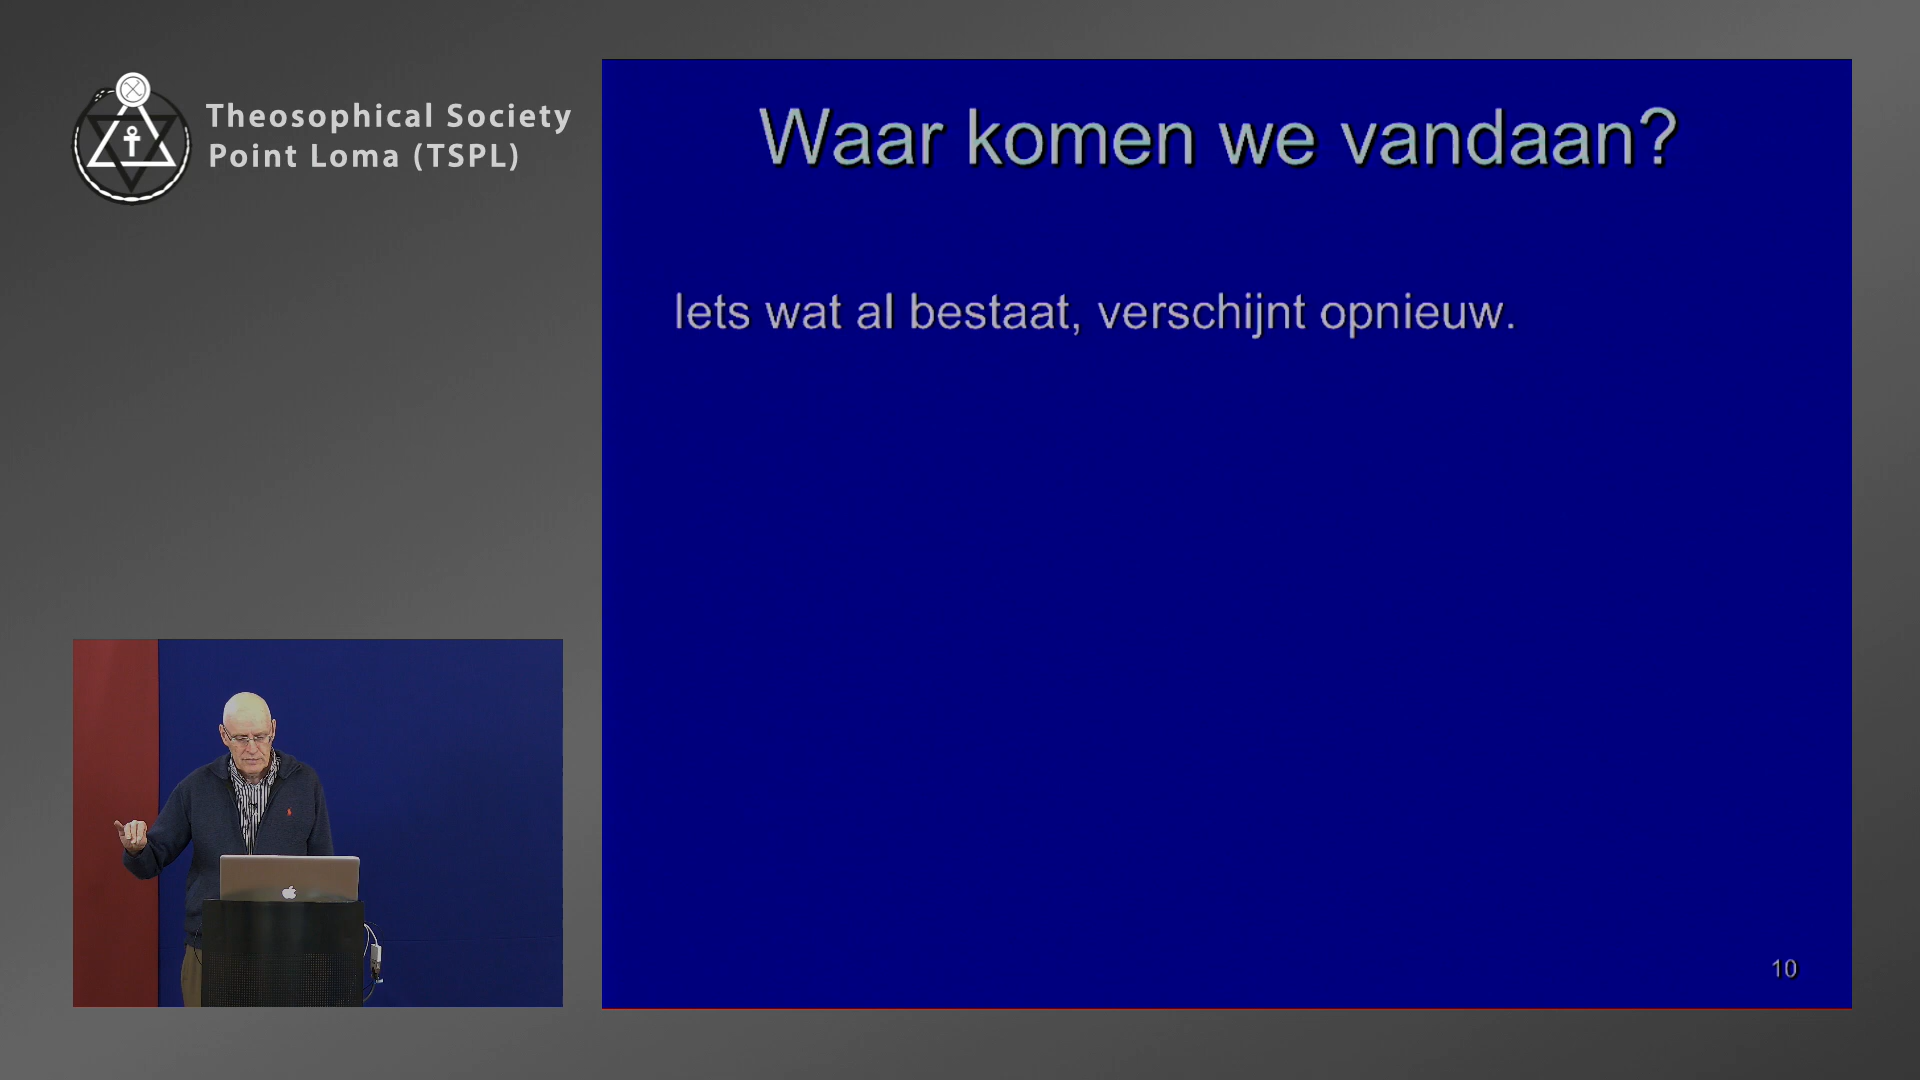 Theosophical Society
Point Loma (TSPL)
Waar komen we vandaan?
Iets wat al bestaat, verschijnt opnieuw.
10